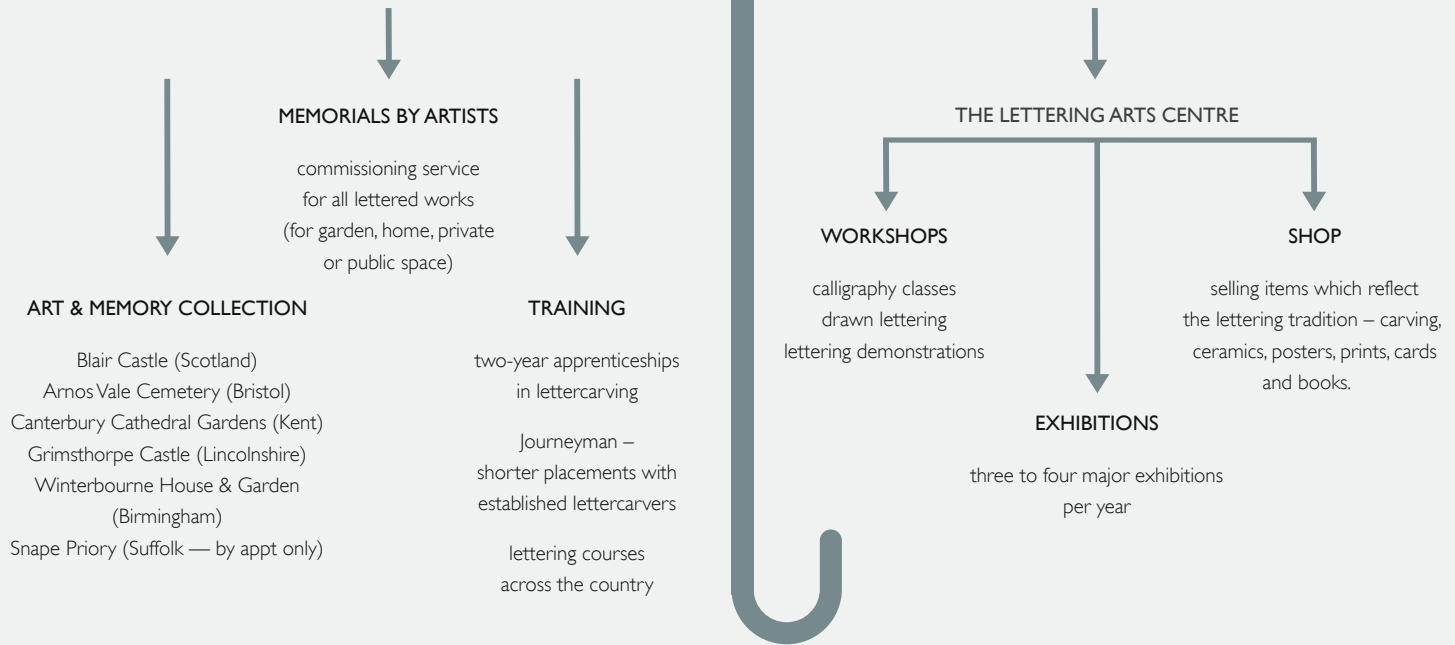 MEMORIALS BY ARTISTS
commissioning service
for all lettered works
(for garden, home, private
or public space)
ART & MEMORY COLLECTION
Blair Castle (Scotland)
Arnos Vale Cemetery (Bristol)
Canterbury Cathedral Gardens (Kent)
Grimsthorpe Castle (Lincolnshire)
Winterbourne House & Garden
(Birmingham)
Snape Priory (Suffolk — by appt only)
TRAINING
two-year apprenticeships
in lettercarving
Journeyman –
shorter placements with
established lettercarvers
lettering courses
across the country
THE LETTERING ARTS CENTRE
WORKSHOPS
calligraphy classes
drawn lettering
lettering demonstrations
EXHIBITIONS
three to four major exhibitions
per year
SHOP
selling items which reflect
the lettering tradition – carving,
ceramics, posters, prints, cards
and books.